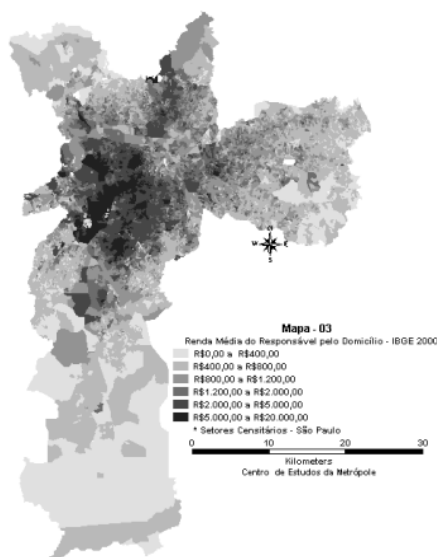 N
W E
S
Mapa - 03
Renda Média do Responsável pelo Domicílio - IBGE 2000
R$0,00 a R$400,00
R$400,00 a R$800,00
R$800,00 a R$1.200,00
R$1.200,00 a R$2.000,00
R$2.000,00 a R$5.000,00
R$5.000,00 a R$20.000,00
* Setores Censitários - São Paulo
0 10 20 30
Kilometers
Centro de Estudos da Metrópole